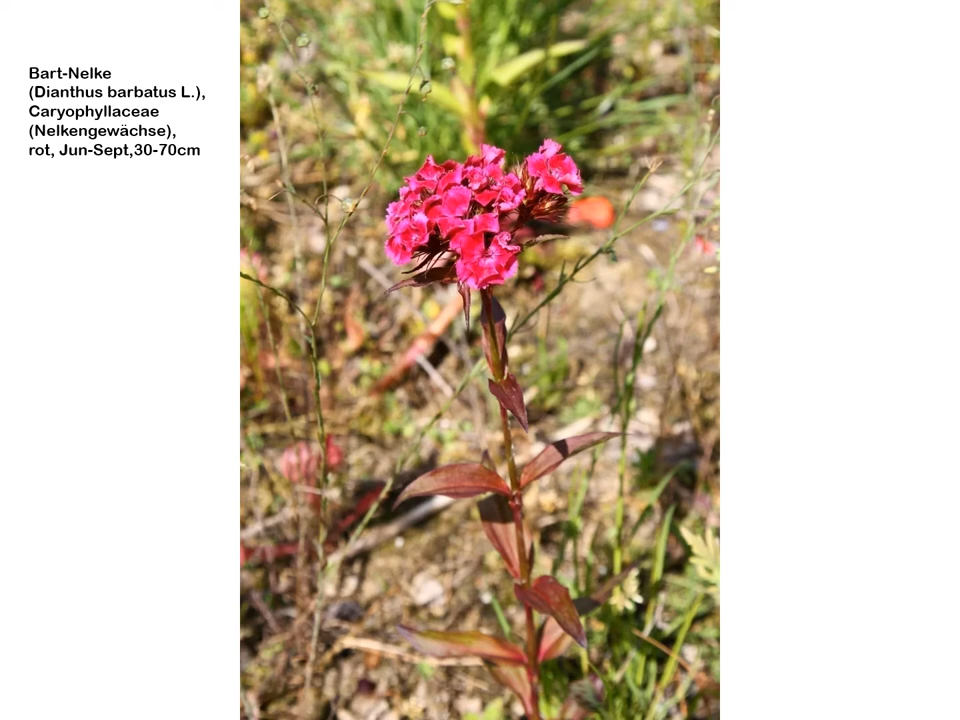 Bart-Nelke
(Dianthus barbatus L.),
Caryophyllaceae
(Nelkengewächse),
rot, Jun-Sept,30-70cm